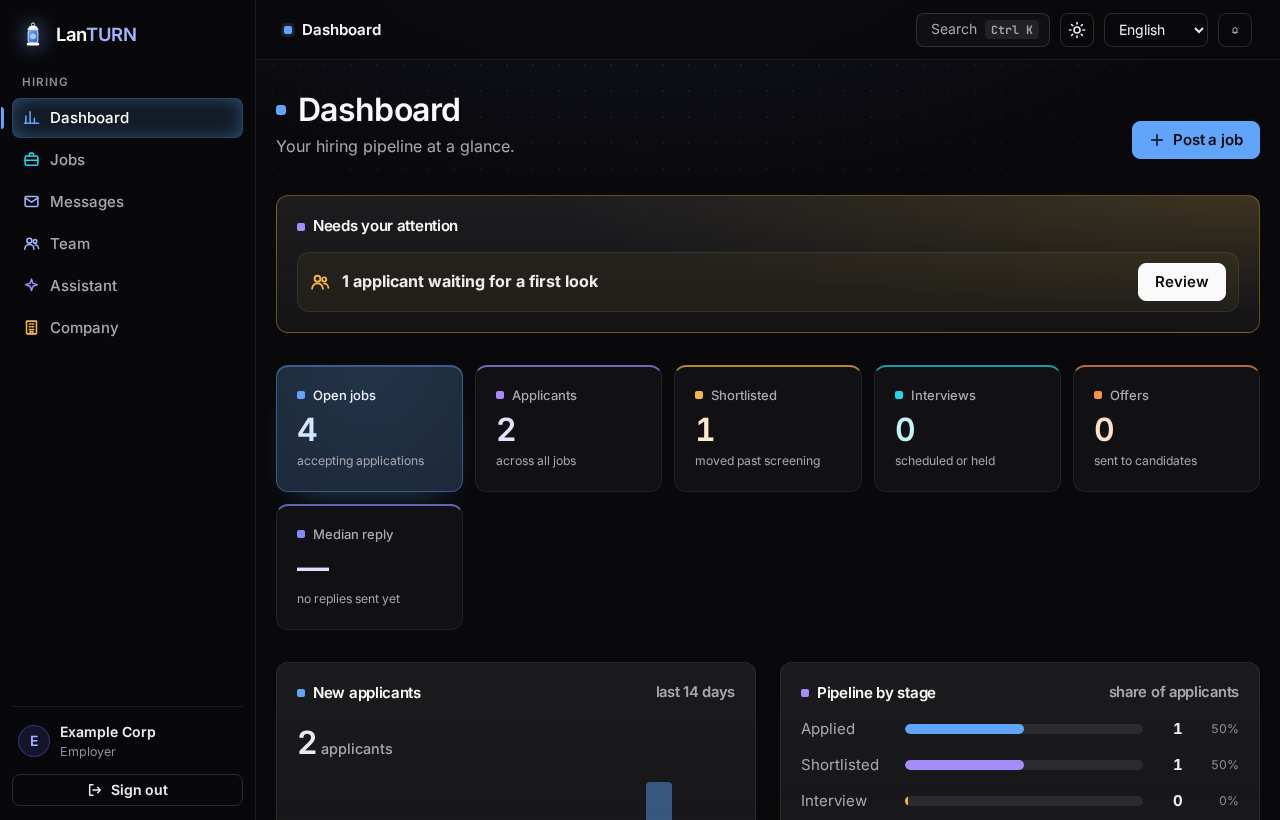 LanTURN
HIRING
Dashboard
Jobs
Messages
Team
Assistant
Company
E
Example Corp
Employer
Sign out
Dashboard
Search Ctrl K
English
Dashboard
Your hiring pipeline at a glance.
Post a job
Needs your attention
1 applicant waiting for a first look
Review
Open jobs
4
accepting applications
Applicants
2
across all jobs
Shortlisted
1
moved past screening
Interviews
0
scheduled or held
Offers
0
sent to candidates
Median reply
—
no replies sent yet
New applicants last 14 days
2 applicants
Pipeline by stage share of applicants
Applied 1 50%
Shortlisted 1 50%
Interview 0 0%